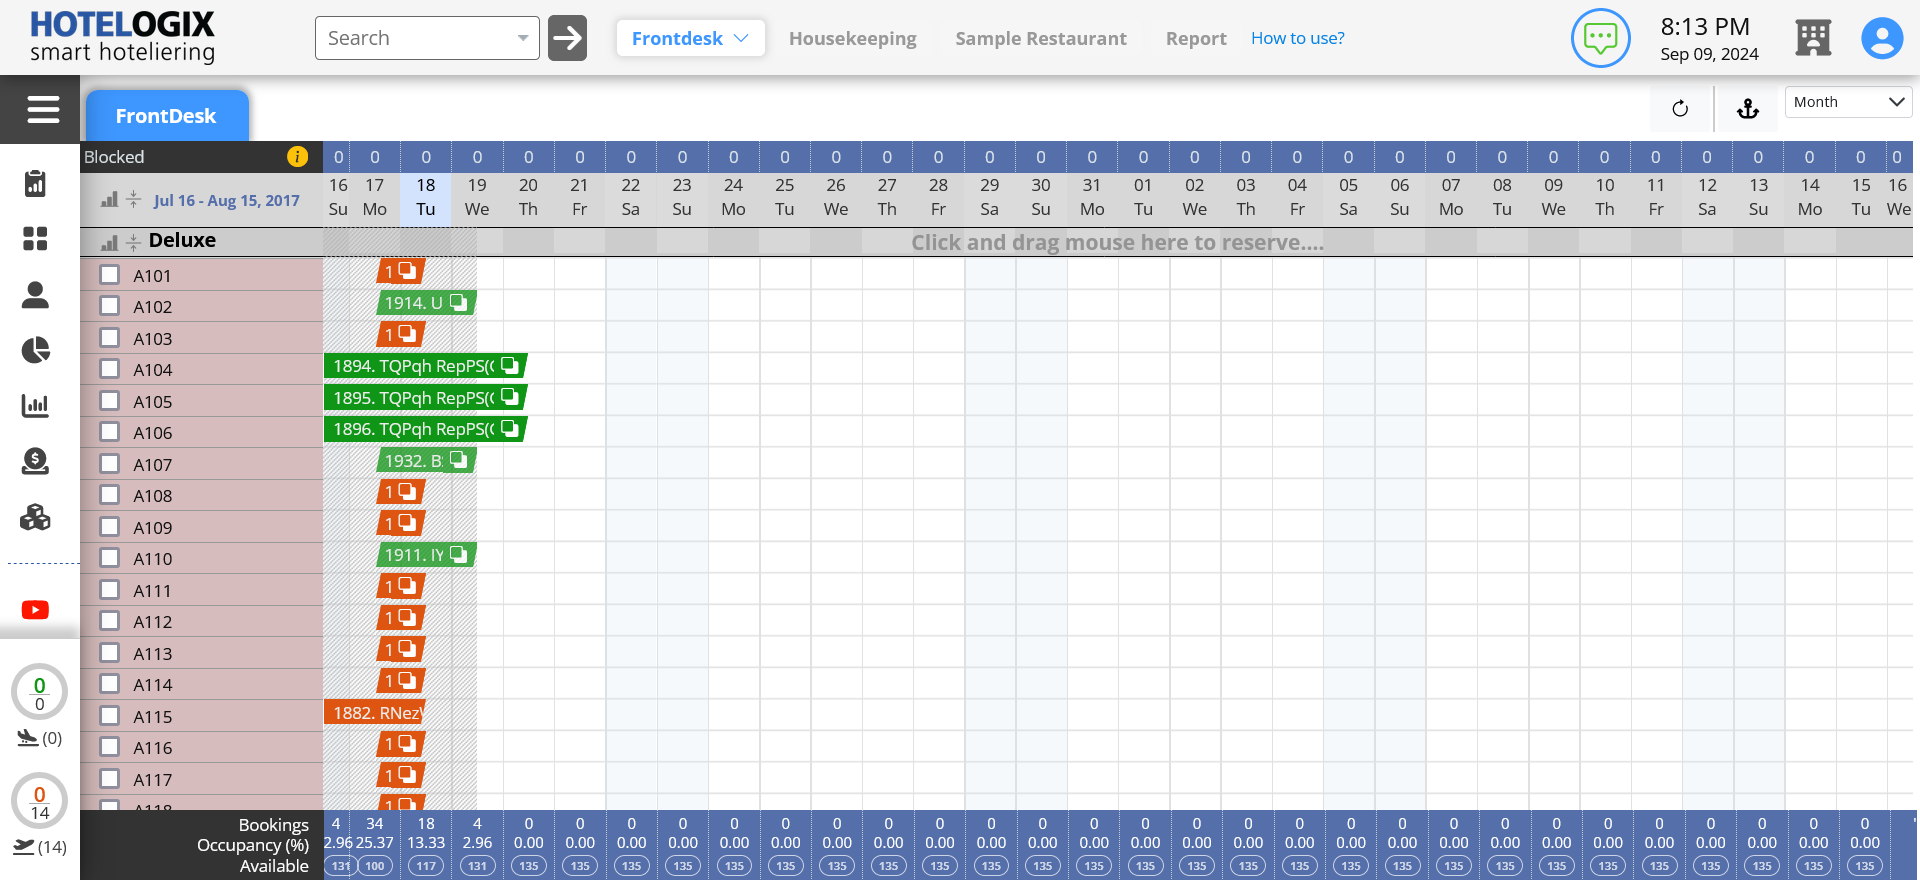 HOTELOGIX
smart hoteliering
Search
Frontdesk
Housekeeping
Sample Restaurant
Report
How to use?
8:13 PM
Sep 09, 2024
FrontDesk
Month
Blocked
i
0 0 0 0 0 0 0 0 0 0 0 0 0 0 0 0 0 0 0 0 0 0 0 0 0 0 0 0 0 0 0 0
Jul 16 - Aug 15, 2017
16 17 18 19 20 21 22 23 24 25 26 27 28 29 30 31 01 02 03 04 05 06 07 08 09 10 11 12 13 14 15 16
Su Mo Tu We Th Fr Sa Su Mo Tu We Th Fr Sa Su Mo Tu We Th Fr Sa Su Mo Tu We Th Fr Sa Su Mo Tu We
Deluxe
Click and drag mouse here to reserve....
A101 1
A102 1914. U
A103 1
A104 1894. TQPqh RepPS(
A105 1895. TQPqh RepPS(
A106 1896. TQPqh RepPS(
A107 1932. B
A108 1
A109 1
A110 1911. IY
A111 1
A112 1
A113 1
A114 1
A115 1882. RNez
A116 1
A117 1
A118 1
0
0
(0)
0
14
(14)
Bookings 4 34 18 4 0 0 0 0 0 0 0 0 0 0 0 0 0 0 0 0 0 0 0 0 0 0 0 0 0 0 0
Occupancy (%) 2.96 25.37 13.33 2.96 0.00 0.00 0.00 0.00 0.00 0.00 0.00 0.00 0.00 0.00 0.00 0.00 0.00 0.00 0.00 0.00 0.00 0.00 0.00 0.00 0.00 0.00 0.00 0.00 0.00 0.00 0.00
Available 131 100 117 131 135 135 135 135 135 135 135 135 135 135 135 135 135 135 135 135 135 135 135 135 135 135 135 135 135 135 135